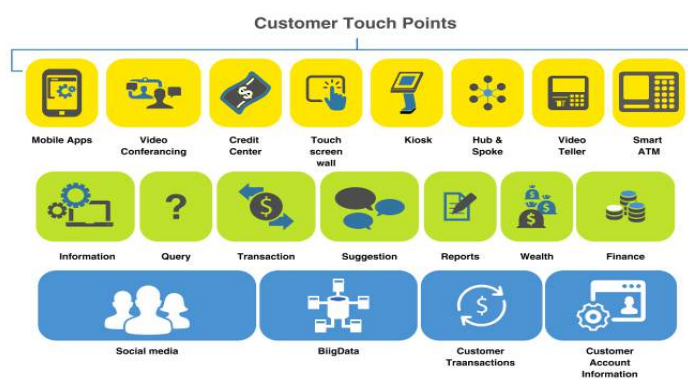 Customer Touch Points
Mobile Apps
Video
Conferancing
Credit
Center
Touch
screen
wall
Kiosk
Hub &
Spoke
Video
Teller
Smart
ATM
?
Information
Query
Transaction
Suggestion
Reports
Wealth
Finance
Social media
BiigData
Customer
Traansactions
Customer
Account
Information